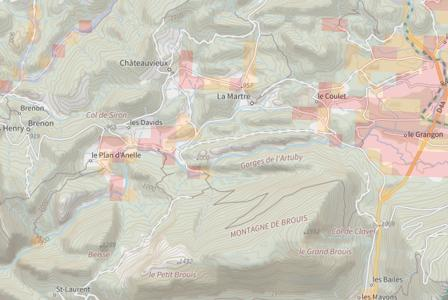 Châteauvieux
957
La Martre
le Coulet
Brenon
Col de Siron
Henry
Brenon
les Davids
919
le Grangon
le Plan d'Anelle
Gorges de l'Artuby
MONTAGNE DE BROUIS
Col de Clavel
le Grand Brouis
le Petit Brouis
St-Laurent
les Bailes
les Mayons